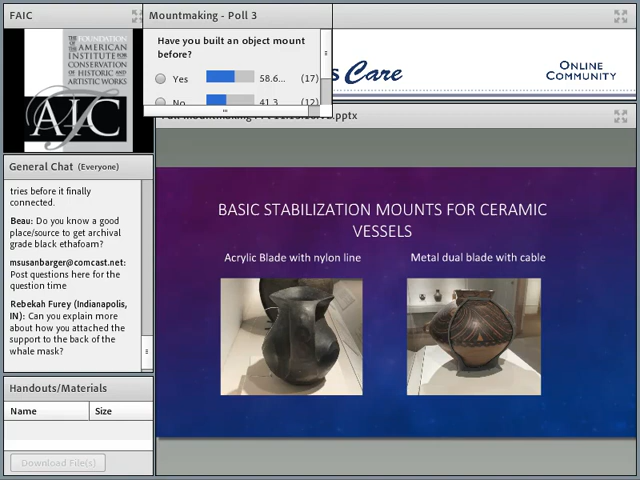 FAIC
Mountmaking - Poll 3
Have you built an object mount
before?
Yes 58.6... (17)
No 41.3 (12)
THE FOUNDATION
OF THE AMERICAN
INSTITUTE FOR
CONSERVATION
OF HISTORIC AND
ARTISTIC WORKS
AIC
s Care
ONLINE
COMMUNITY
.pptx
General Chat (Everyone)
tries before it finally
connected.
Beau: Do you know a good
place/source to get archival
grade black ethafoam?
msusanbarger@comcast.net:
Post questions here for the
question time
Rebekah Furey (Indianapolis,
IN): Can you explain more
about how you attached the
support to the back of the
whale mask?
BASIC STABILIZATION MOUNTS FOR CERAMIC
VESSELS
Acrylic Blade with nylon line
Metal dual blade with cable
Handouts/Materials
Name Size
Download File(s)